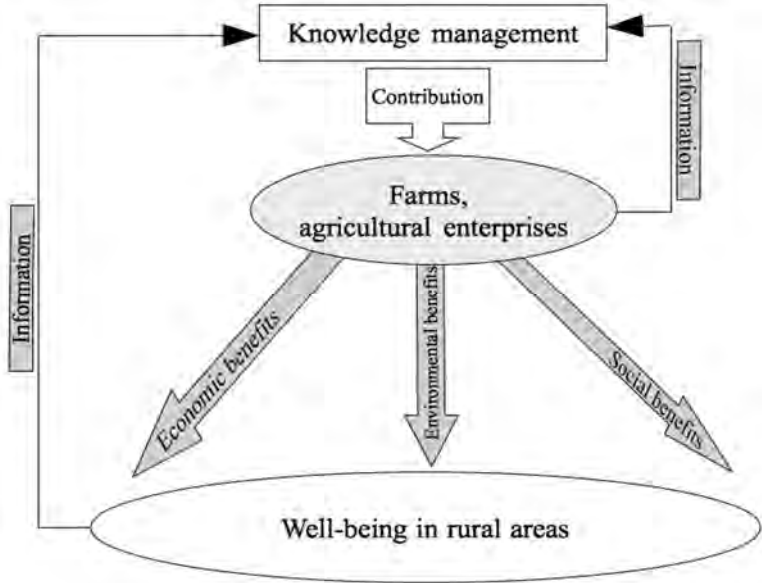 Knowledge management
Contribution
Information
Farms,
agricultural enterprises
Information
Economic benefits
Environmental benefits
Social benefits
Well-being in rural areas